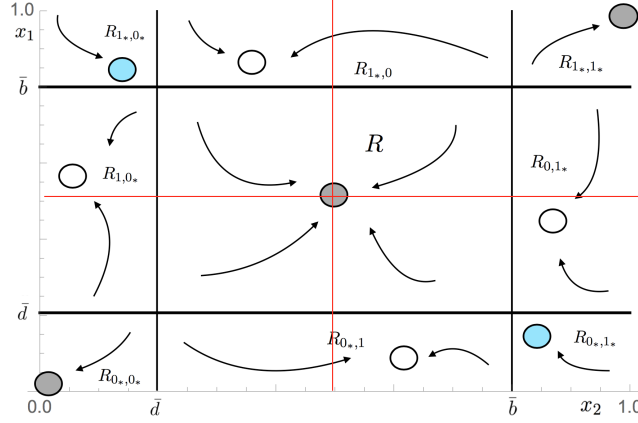 1.0
x₁
R₁*,₀*
R₁*,₀
R₁*,₁*
b̄
R
R₁,₀*
R₀,₁*
d̄
R₀*,₁
R₀*,₁*
R₀*,₀*
0.0
d̄
b̄
x₂
1.0